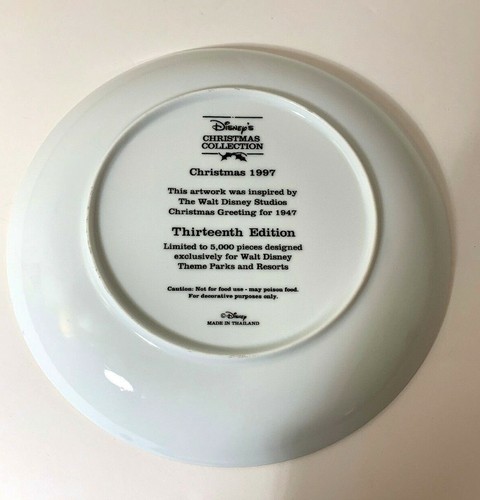 Disney's
CHRISTMAS
COLLECTION
Christmas 1997
This artwork was inspired by
The Walt Disney Studios
Christmas Greeting for 1947
Thirteenth Edition
Limited to 5,000 pieces designed
exclusively for Walt Disney
Theme Parks and Resorts
Caution: Not for food use - may poison food.
For decorative purposes only.
©Disney
MADE IN THAILAND